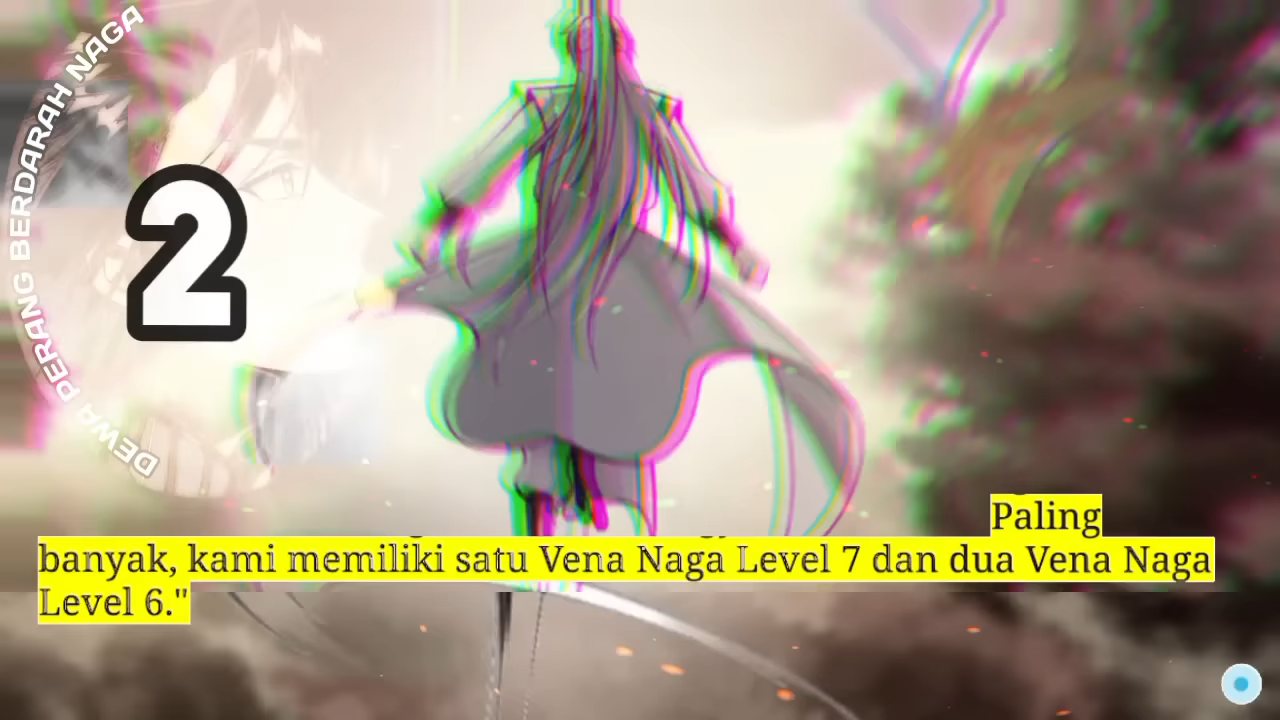 DEWA PERANG BERDARAH NAGA
2
Paling
banyak, kami memiliki satu Vena Naga Level 7 dan dua Vena Naga
Level 6."